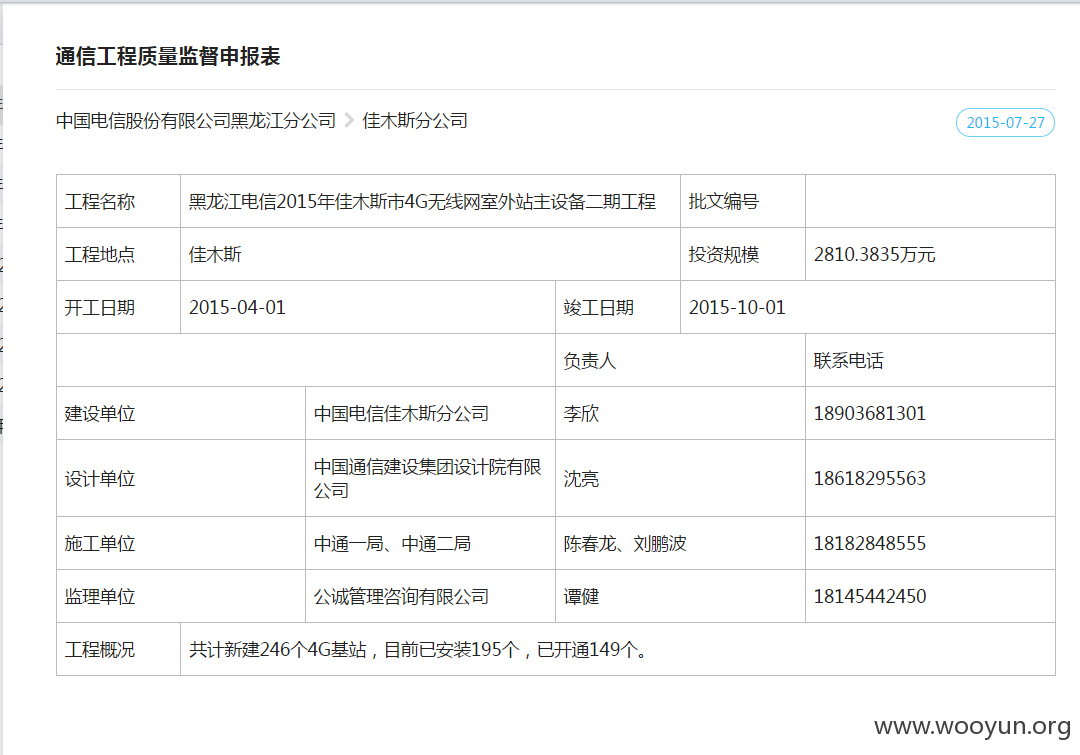 通信工程质量监督申报表
中国电信股份有限公司黑龙江分公司 > 佳木斯分公司 2015-07-27
工程名称 黑龙江电信2015年佳木斯市4G无线网室外站主设备二期工程 批文编号
工程地点 佳木斯 投资规模 2810.3835万元
开工日期 2015-04-01 竣工日期 2015-10-01
负责人 联系电话
建设单位 中国电信佳木斯分公司 李欣 18903681301
设计单位 中国通信建设集团设计院有限
公司 沈亮 18618295563
施工单位 中通一局、中通二局 陈春龙、刘鹏波 18182848555
监理单位 公诚管理咨询有限公司 谭健 18145442450
工程概况 共计新建246个4G基站，目前已安装195个，已开通149个。
www.wooyun.org